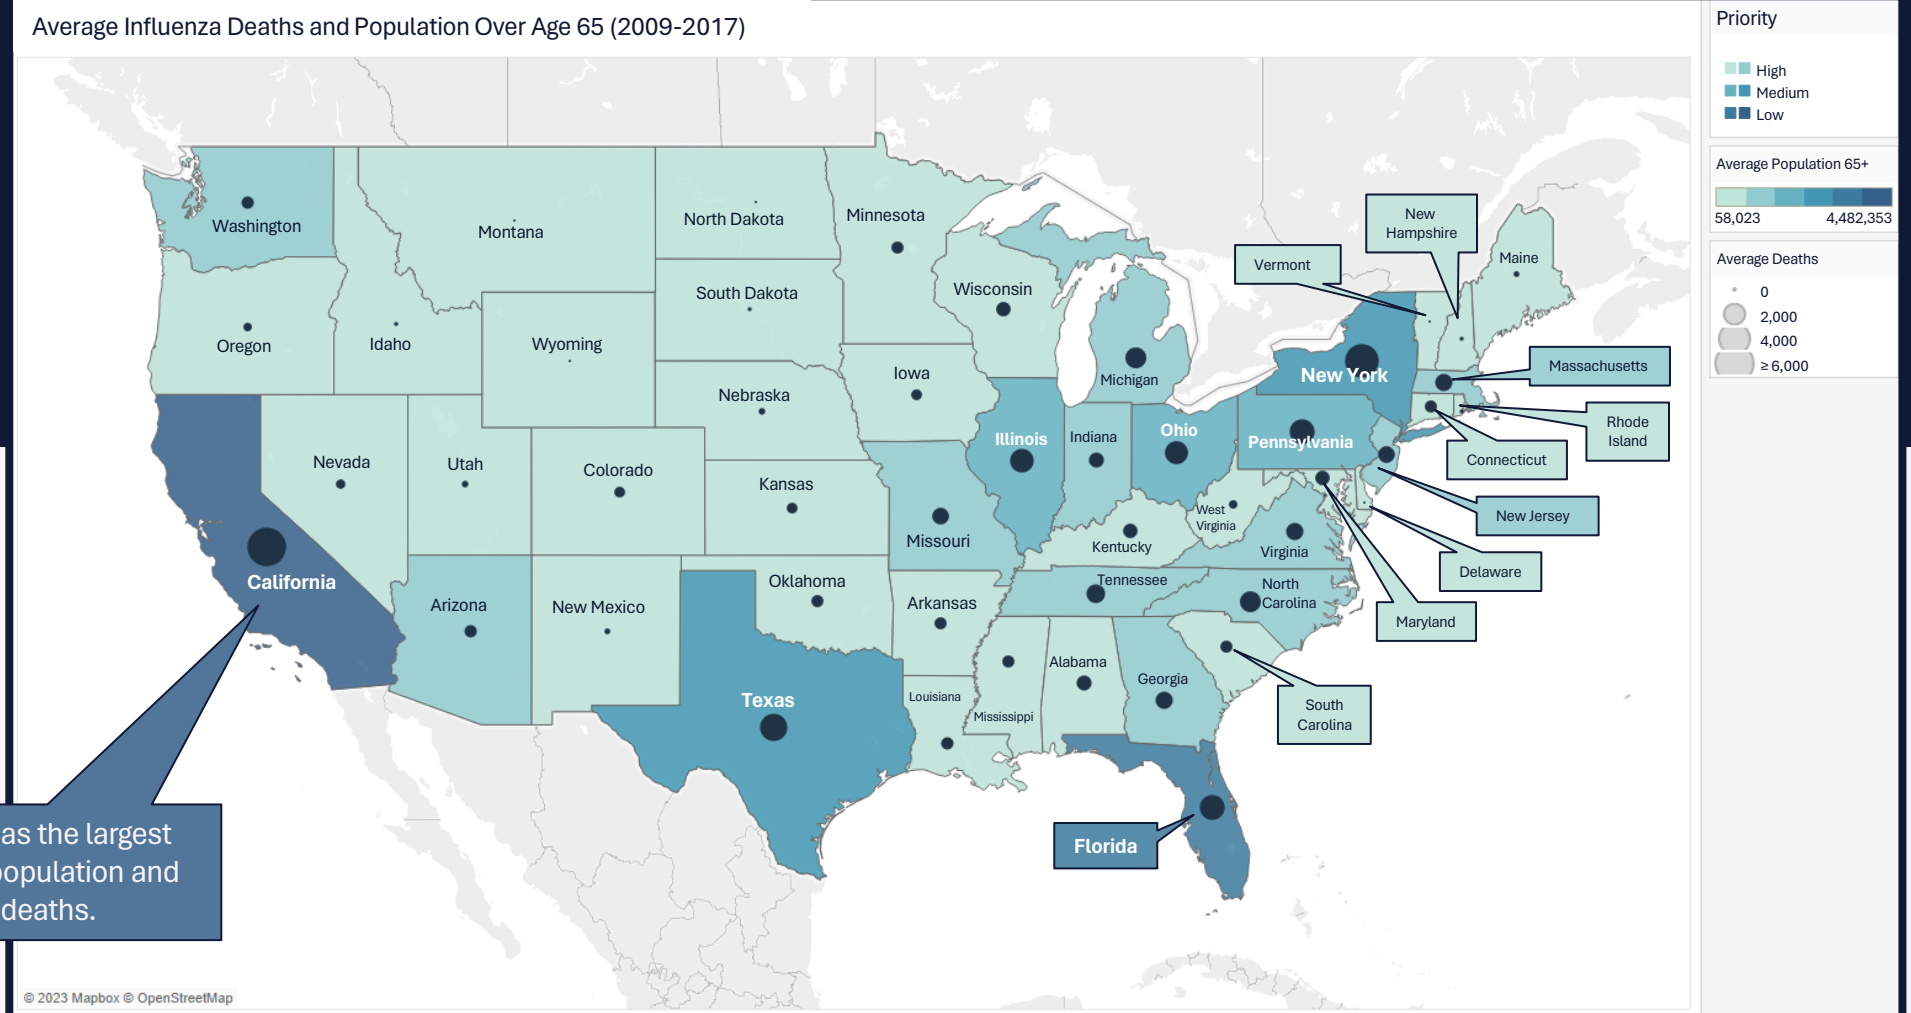 Average Influenza Deaths and Population Over Age 65 (2009-2017)
Priority
High
Medium
Low
Average Population 65+
58,023 4,482,353
Average Deaths
0
2,000
4,000
≥ 6,000
Washington
Montana
North Dakota
Minnesota
New
Hampshire
Vermont
Maine
Oregon
Idaho
Wyoming
South Dakota
Wisconsin
Michigan
New York
Massachusetts
Rhode
Island
Connecticut
Nebraska
Iowa
Illinois
Indiana
Ohio
Pennsylvania
New Jersey
Nevada
Utah
Colorado
Kansas
Missouri
Kentucky
West
Virginia
Virginia
Delaware
Maryland
California
Arizona
New Mexico
Oklahoma
Arkansas
Tennessee
North
Carolina
South
Carolina
Texas
Louisiana
Mississippi
Alabama
Georgia
Florida
as the largest
population and
deaths.
© 2023 Mapbox © OpenStreetMap